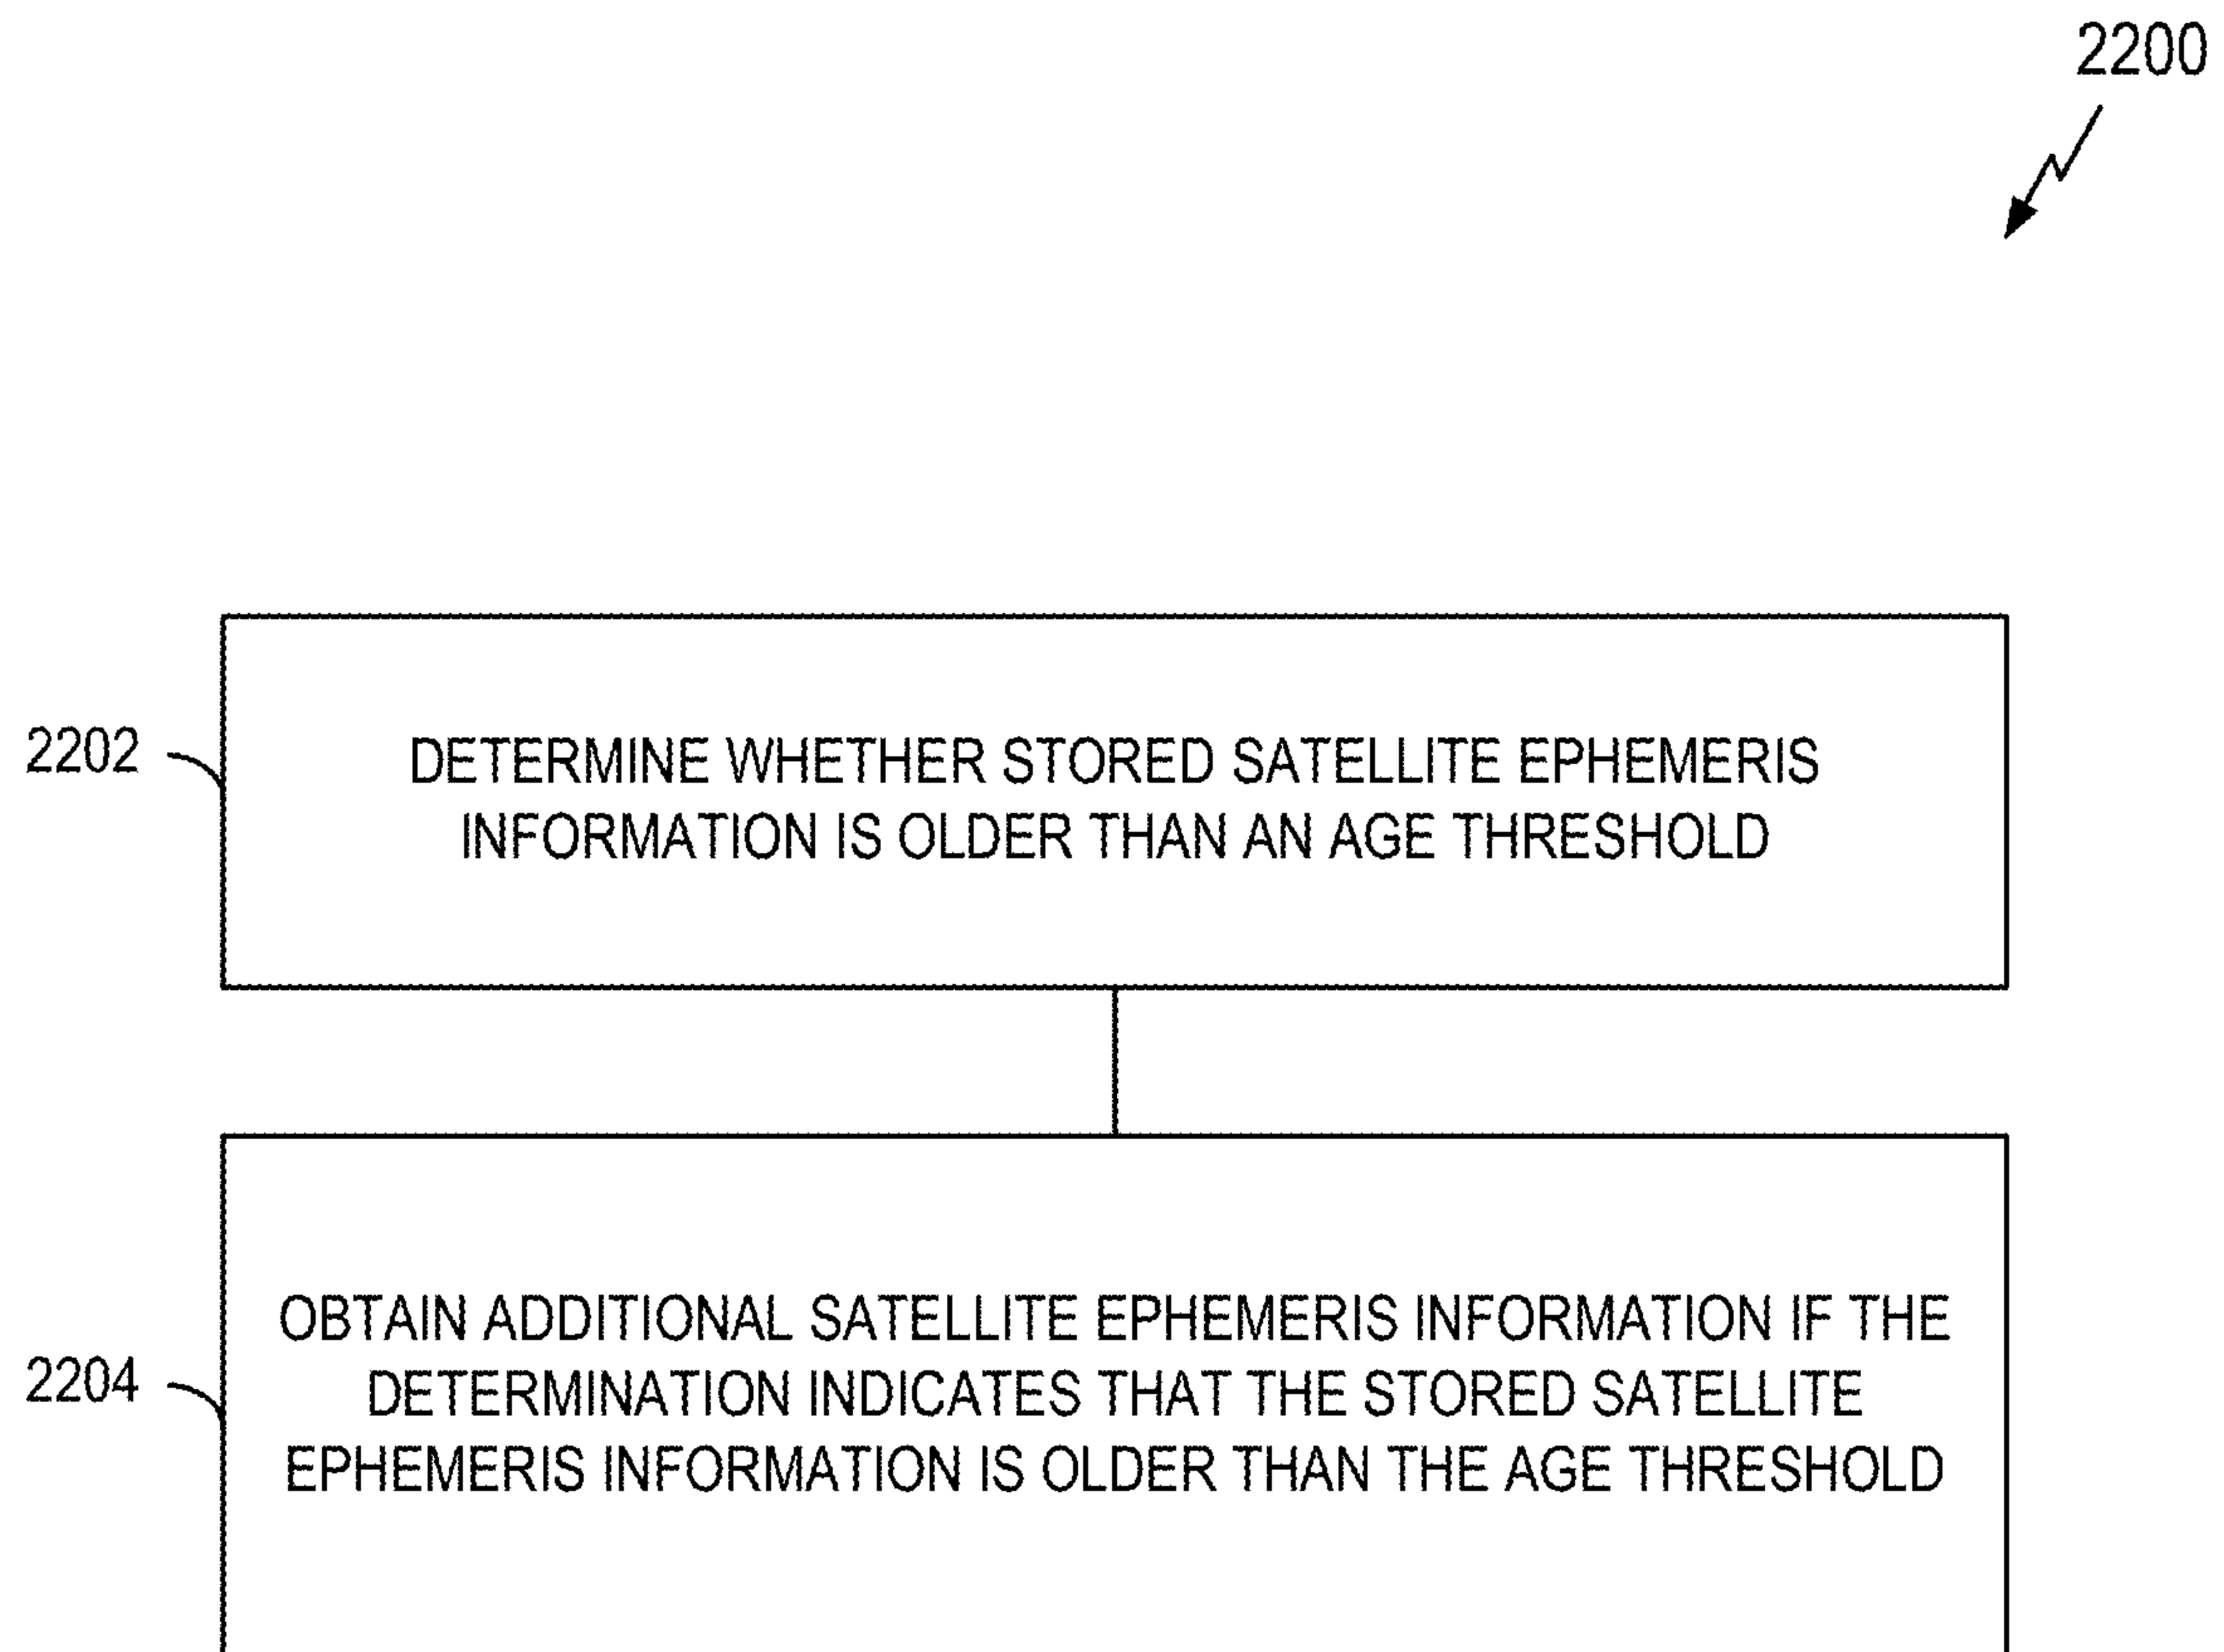 2200
2202
DETERMINE WHETHER STORED SATELLITE EPHEMERIS
INFORMATION IS OLDER THAN AN AGE THRESHOLD
2204
OBTAIN ADDITIONAL SATELLITE EPHEMERIS INFORMATION IF THE
DETERMINATION INDICATES THAT THE STORED SATELLITE
EPHEMERIS INFORMATION IS OLDER THAN THE AGE THRESHOLD